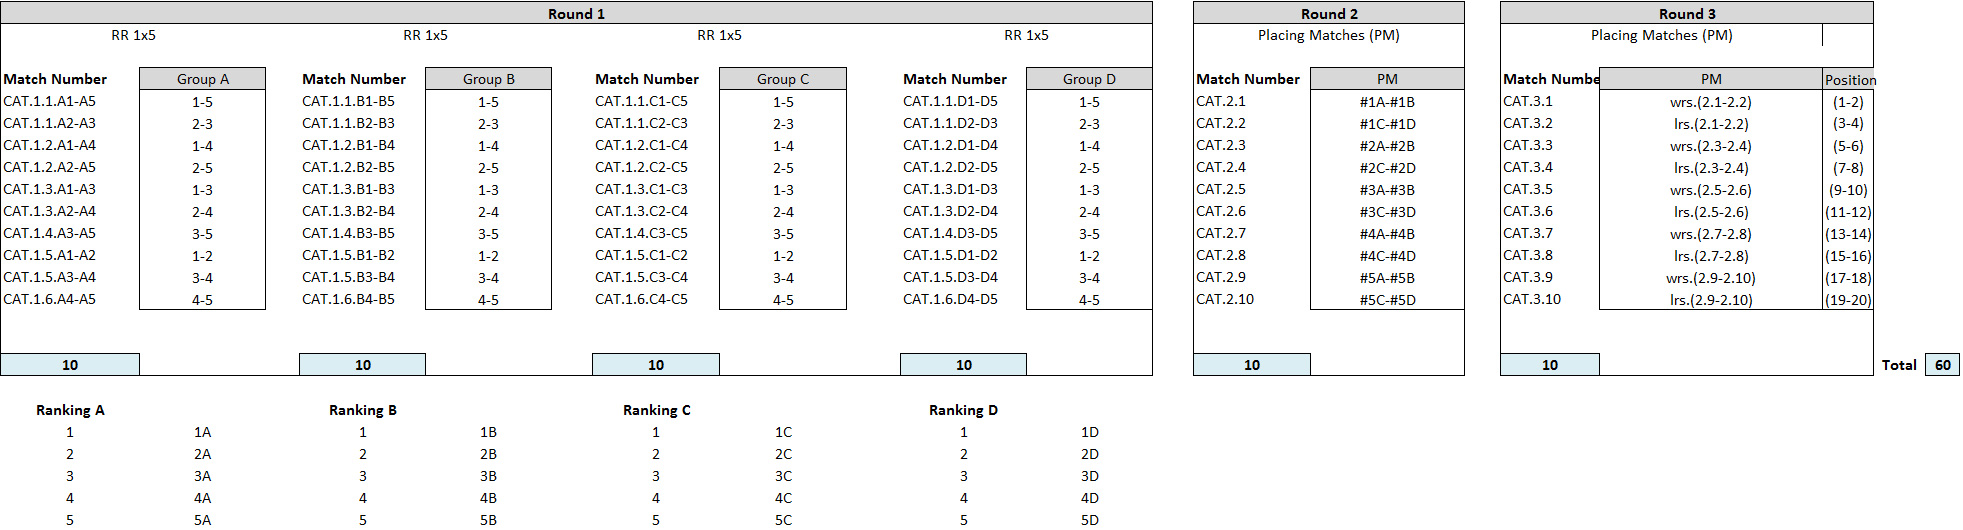 Round 1 Round 2 Round 3
RR 1x5 RR 1x5 RR 1x5 RR 1x5 Placing Matches (PM) Placing Matches (PM)
Match Number Group A Match Number Group B Match Number Group C Match Number Group D Match Number PM Match Numbe PM Position
CAT.1.1.A1-A5 1-5 CAT.1.1.B1-B5 1-5 CAT.1.1.C1-C5 1-5 CAT.1.1.D1-D5 1-5 CAT.2.1 #1A-#1B CAT.3.1 wrs.(2.1-2.2) (1-2)
CAT.1.1.A2-A3 2-3 CAT.1.1.B2-B3 2-3 CAT.1.1.C2-C3 2-3 CAT.1.1.D2-D3 2-3 CAT.2.2 #1C-#1D CAT.3.2 lrs.(2.1-2.2) (3-4)
CAT.1.2.A1-A4 1-4 CAT.1.2.B1-B4 1-4 CAT.1.2.C1-C4 1-4 CAT.1.2.D1-D4 1-4 CAT.2.3 #2A-#2B CAT.3.3 wrs.(2.3-2.4) (5-6)
CAT.1.2.A2-A5 2-5 CAT.1.2.B2-B5 2-5 CAT.1.2.C2-C5 2-5 CAT.1.2.D2-D5 2-5 CAT.2.4 #2C-#2D CAT.3.4 lrs.(2.3-2.4) (7-8)
CAT.1.3.A1-A3 1-3 CAT.1.3.B1-B3 1-3 CAT.1.3.C1-C3 1-3 CAT.1.3.D1-D3 1-3 CAT.2.5 #3A-#3B CAT.3.5 wrs.(2.5-2.6) (9-10)
CAT.1.3.A2-A4 2-4 CAT.1.3.B2-B4 2-4 CAT.1.3.C2-C4 2-4 CAT.1.3.D2-D4 2-4 CAT.2.6 #3C-#3D CAT.3.6 lrs.(2.5-2.6) (11-12)
CAT.1.4.A3-A5 3-5 CAT.1.4.B3-B5 3-5 CAT.1.4.C3-C5 3-5 CAT.1.4.D3-D5 3-5 CAT.2.7 #4A-#4B CAT.3.7 wrs.(2.7-2.8) (13-14)
CAT.1.5.A1-A2 1-2 CAT.1.5.B1-B2 1-2 CAT.1.5.C1-C2 1-2 CAT.1.5.D1-D2 1-2 CAT.2.8 #4C-#4D CAT.3.8 lrs.(2.7-2.8) (15-16)
CAT.1.5.A3-A4 3-4 CAT.1.5.B3-B4 3-4 CAT.1.5.C3-C4 3-4 CAT.1.5.D3-D4 3-4 CAT.2.9 #5A-#5B CAT.3.9 wrs.(2.9-2.10) (17-18)
CAT.1.6.A4-A5 4-5 CAT.1.6.B4-B5 4-5 CAT.1.6.C4-C5 4-5 CAT.1.6.D4-D5 4-5 CAT.2.10 #5C-#5D CAT.3.10 lrs.(2.9-2.10) (19-20)
10 10 10 10 10 10 Total 60
Ranking A Ranking B Ranking C Ranking D
1 1A 1 1B 1 1C 1 1D
2 2A 2 2B 2 2C 2 2D
3 3A 3 3B 3 3C 3 3D
4 4A 4 4B 4 4C 4 4D
5 5A 5 5B 5 5C 5 5D